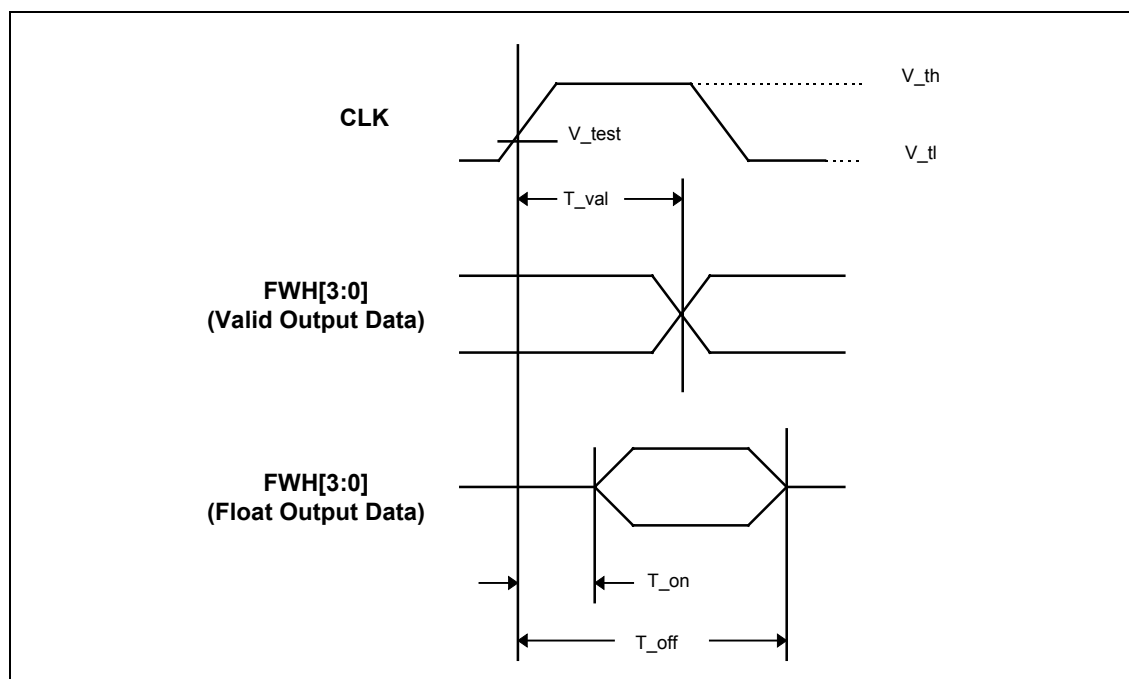 V_th
CLK
V_test
V_tl
T_val
FWH[3:0]
(Valid Output Data)
FWH[3:0]
(Float Output Data)
T_on
T_off